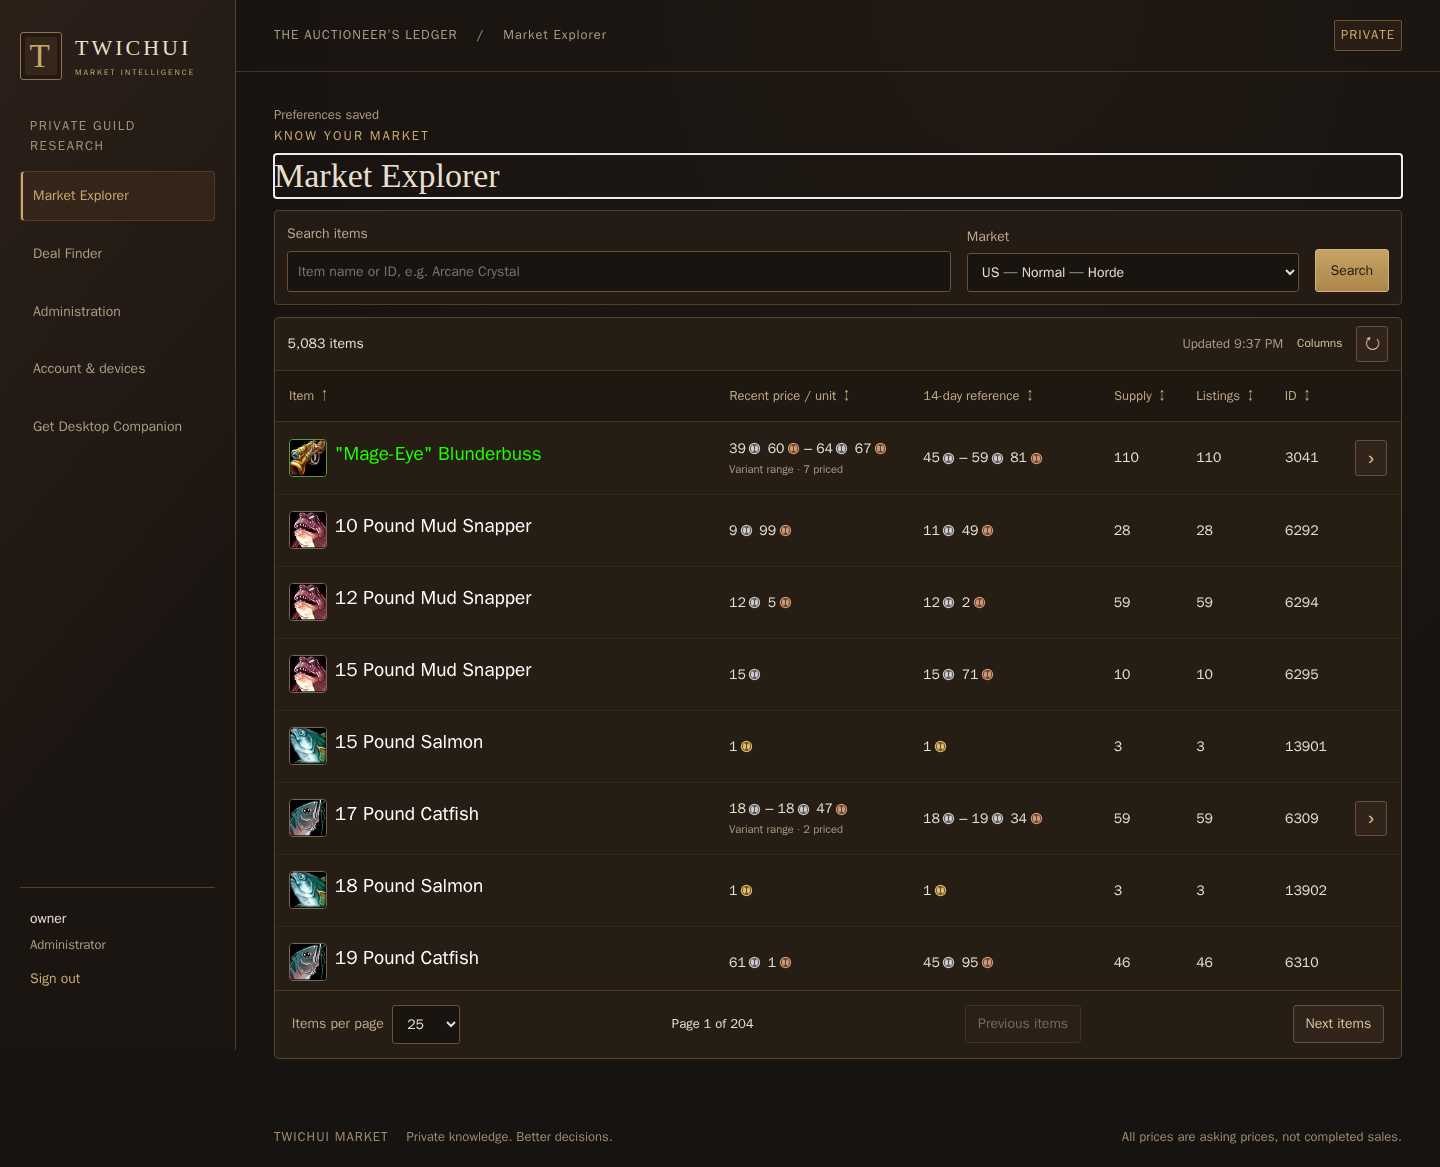 T
TWICHUI
MARKET INTELLIGENCE
PRIVATE GUILD
RESEARCH
Market Explorer
Deal Finder
Administration
Account & devices
Get Desktop Companion
owner
Administrator
Sign out
THE AUCTIONEER'S LEDGER / Market Explorer
PRIVATE
Preferences saved
KNOW YOUR MARKET
Market Explorer
Search items
Item name or ID, e.g. Arcane Crystal
Market
US — Normal — Horde
Search
5,083 items
Updated 9:37 PM
Columns
Item ↑ Recent price / unit ↕ 14-day reference ↕ Supply ↕ Listings ↕ ID ↕
"Mage-Eye" Blunderbuss 39 60 – 64 67 45 – 59 81 110 110 3041 ›
Variant range · 7 priced
10 Pound Mud Snapper 9 99 11 49 28 28 6292
12 Pound Mud Snapper 12 5 12 2 59 59 6294
15 Pound Mud Snapper 15 15 71 10 10 6295
15 Pound Salmon 1 1 3 3 13901
17 Pound Catfish 18 – 18 47 18 – 19 34 59 59 6309 ›
Variant range · 2 priced
18 Pound Salmon 1 1 3 3 13902
19 Pound Catfish 61 1 45 95 46 46 6310
Items per page 25 Page 1 of 204 Previous items Next items
TWICHUI MARKET Private knowledge. Better decisions. All prices are asking prices, not completed sales.